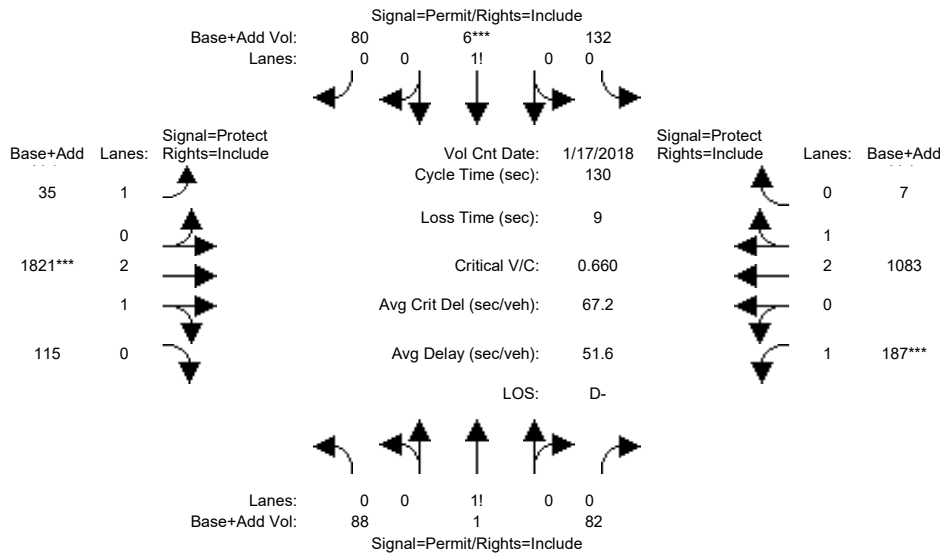 Signal=Permit/Rights=Include
Base+Add Vol: 80 6*** 132
Lanes: 0 0 1! 0 0
Signal=Protect Signal=Protect
Base+Add Lanes: Rights=Include Vol Cnt Date: 1/17/2018 Rights=Include Lanes: Base+Add
Cycle Time (sec): 130
35 1 0 7
Loss Time (sec): 9
0 1
1821*** 2 Critical V/C: 0.660 2 1083
1 Avg Crit Del (sec/veh): 67.2 0
115 0 Avg Delay (sec/veh): 51.6 1 187***
LOS: D-
Lanes: 0 0 1! 0 0
Base+Add Vol: 88 1 82
Signal=Permit/Rights=Include